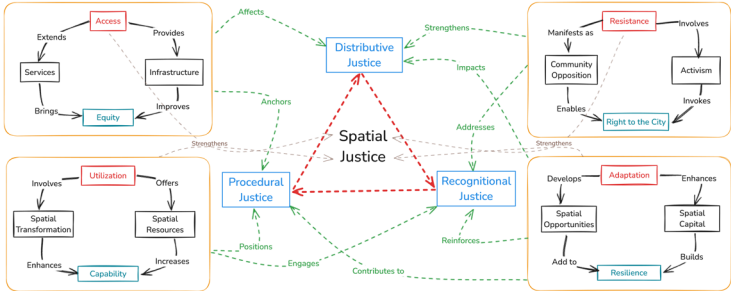 Access
Extends
Provides
Services
Infrastructure
Brings
Improves
Equity
Affects
Anchors
Distributive
Justice
Strengthens
Impacts
Addresses
Resistance
Manifests as
Involves
Community
Opposition
Activism
Enables
Invokes
Right to the City
Spatial
Justice
Strengthens
Strengthens
Utilization
Involves
Offers
Spatial
Transformation
Spatial
Resources
Enhances
Increases
Capability
Procedural
Justice
Recognitional
Justice
Positions
Engages
Reinforces
Contributes to
Adaptation
Develops
Enhances
Spatial
Opportunities
Spatial
Capital
Add to
Builds
Resilience